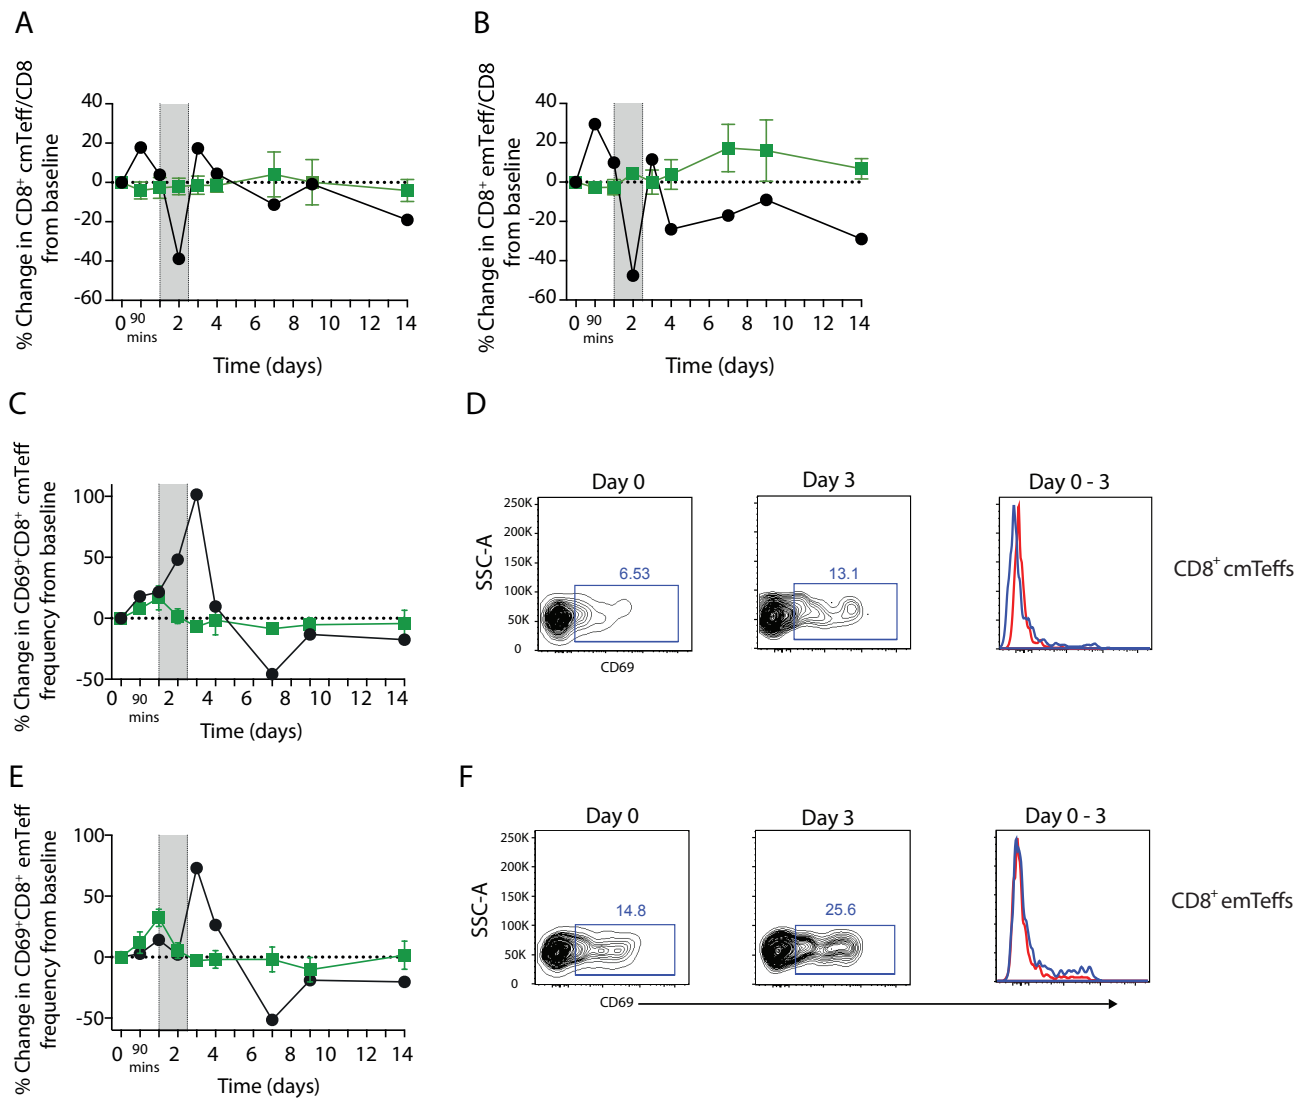 A
% Change in CD8+ cmTeff/CD8
from baseline
40
20
0
-20
-40
-60
0 90 mins 2 4 6 8 10 12 14
Time (days)
B
% Change in CD8+ emTeff/CD8
from baseline
40
20
0
-20
-40
-60
0 90 mins 2 4 6 8 10 12 14
Time (days)
C
% Change in CD69+CD8+ cmTeff
frequency from baseline
100
50
0
-50
0 90 mins 2 4 6 8 10 12 14
Time (days)
D
Day 0
Day 3
Day 0 - 3
SSC-A
250K
200K
150K
100K
50K
0
6.53
13.1
CD69
CD8+ cmTeffs
E
% Change in CD69+CD8+ emTeff
frequency from baseline
100
50
0
-50
0 90 mins 2 4 6 8 10 12 14
Time (days)
F
Day 0
Day 3
Day 0 - 3
SSC-A
250K
200K
150K
100K
50K
0
14.8
25.6
CD69
CD8+ emTeffs